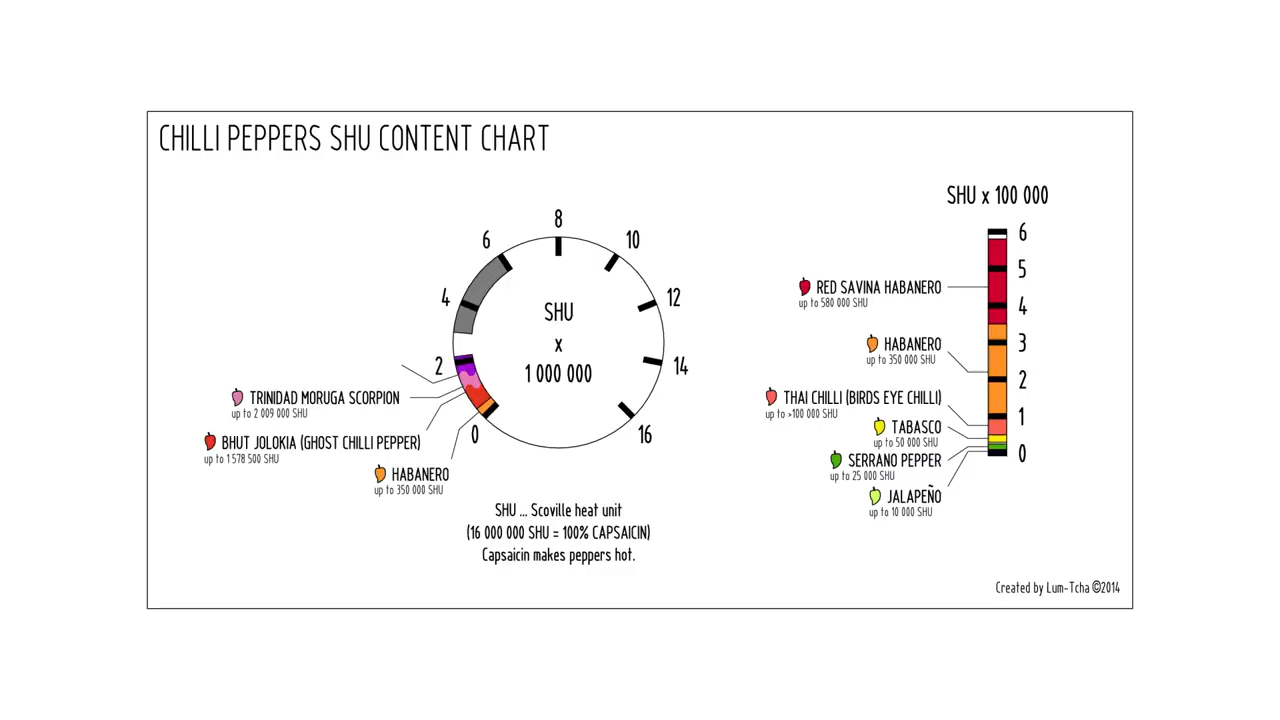 CHILLI PEPPERS SHU CONTENT CHART
8
6
10
4
12
2
14
0
16
SHU
x
1 000 000
TRINIDAD MORUGA SCORPION
up to 2 009 000 SHU
BHUT JOLOKIA (GHOST CHILLI PEPPER)
up to 1 578 500 SHU
HABANERO
up to 350 000 SHU
SHU ... Scoville heat unit
(16 000 000 SHU = 100% CAPSAICIN)
Capsaicin makes peppers hot.
SHU x 100 000
6
5
4
3
2
1
0
RED SAVINA HABANERO
up to 580 000 SHU
HABANERO
up to 350 000 SHU
THAI CHILLI (BIRDS EYE CHILLI)
up to >100 000 SHU
TABASCO
up to 50 000 SHU
SERRANO PEPPER
up to 25 000 SHU
JALAPEÑO
up to 10 000 SHU
Created by Lum-Tcha ©2014